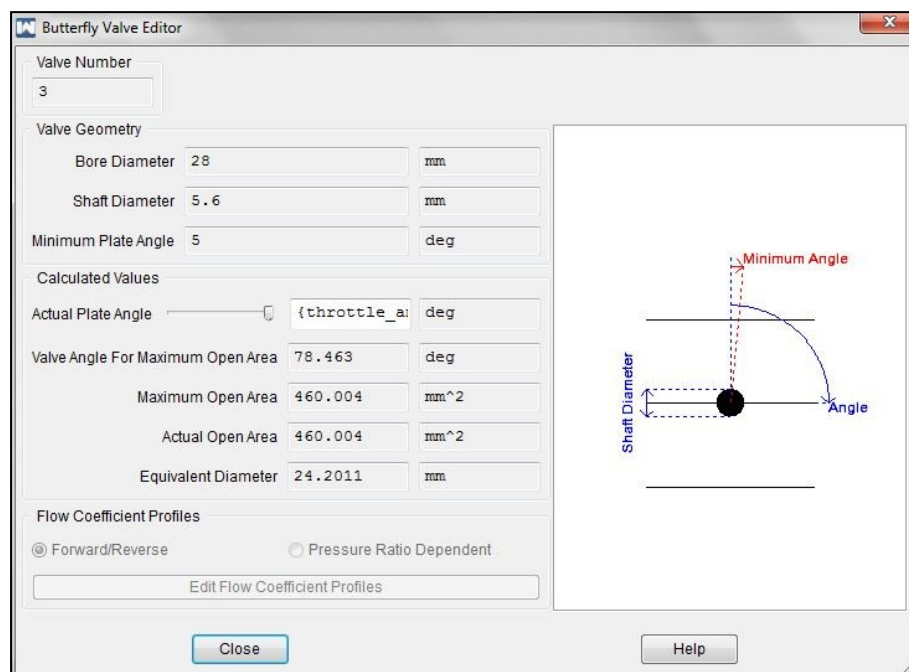 Butterfly Valve Editor
Valve Number
3
Valve Geometry
Bore Diameter 28 mm
Shaft Diameter 5.6 mm
Minimum Plate Angle 5 deg
Calculated Values
Actual Plate Angle {throttle_a deg
Valve Angle For Maximum Open Area 78.463 deg
Maximum Open Area 460.004 mm^2
Actual Open Area 460.004 mm^2
Equivalent Diameter 24.2011 mm
Flow Coefficient Profiles
Forward/Reverse Pressure Ratio Dependent
Edit Flow Coefficient Profiles
Close Help
Minimum Angle
Shaft Diameter
Angle